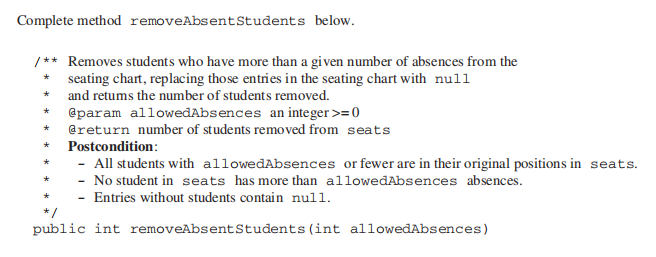 Complete method removeAbsentStudents below.
/** Removes students who have more than a given number of absences from the
* seating chart, replacing those entries in the seating chart with null
* and returns the number of students removed.
* @param allowedAbsences an integer >= 0
* @return number of students removed from seats
* Postcondition:
* - All students with allowedAbsences or fewer are in their original positions in seats.
* - No student in seats has more than allowedAbsences absences.
* - Entries without students contain null.
*/
public int removeAbsentStudents(int allowedAbsences)